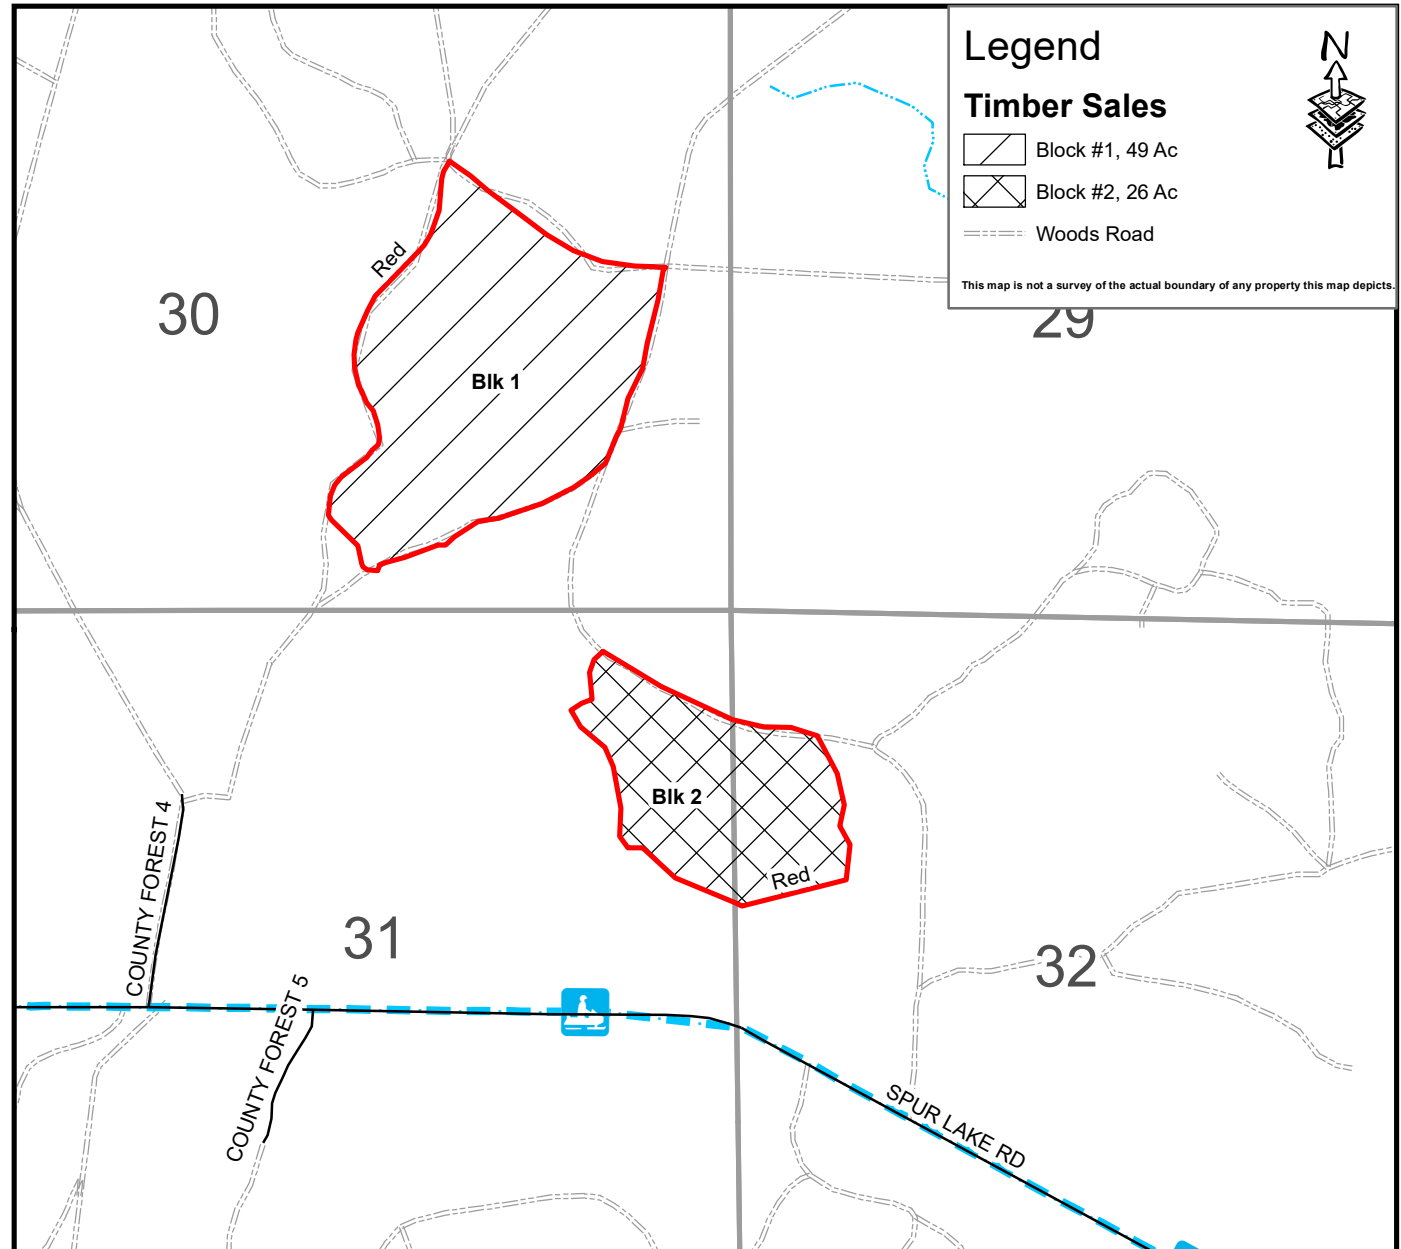 Legend
N
Timber Sales
Block #1, 49 Ac
Block #2, 26 Ac
Woods Road
This map is not a survey of the actual boundary of any property this map depicts.
Red
30
29
Blk 1
Blk 2
Red
COUNTY FOREST 4
31
32
COUNTY FOREST 5
SPUR LAKE RD